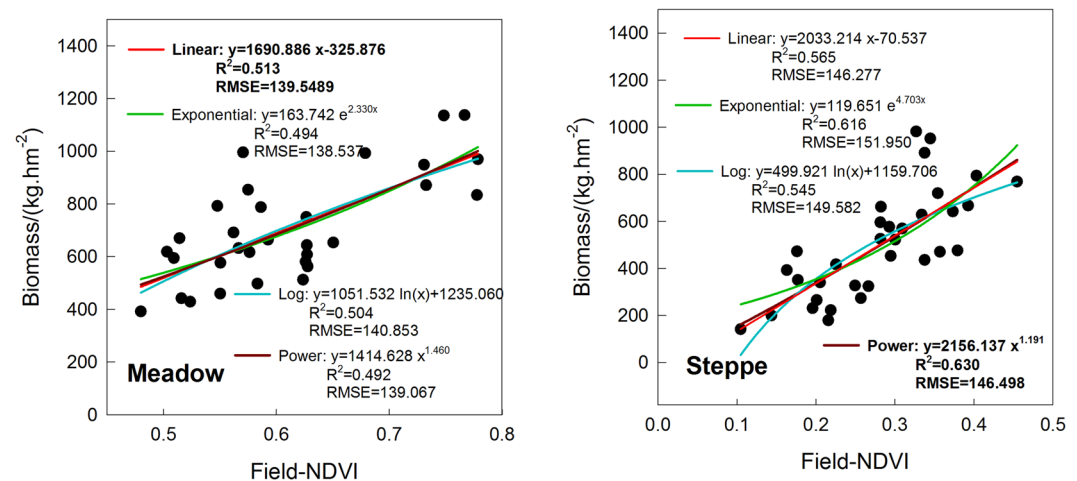 1400
1200
1000
800
600
400
200
0
Biomass/(kg.hm-2)
Linear: y=1690.886 x-325.876
R2=0.513
RMSE=139.5489
Exponential: y=163.742 e2.330x
R2=0.494
RMSE=138.537
Log: y=1051.532 ln(x)+1235.060
R2=0.504
RMSE=140.853
Power: y=1414.628 x1.460
R2=0.492
RMSE=139.067
Meadow
0.5 0.6 0.7 0.8
Field-NDVI
1400
1200
1000
800
600
400
200
0
Biomass/(kg.hm-2)
Linear: y=2033.214 x-70.537
R2=0.565
RMSE=146.277
Exponential: y=119.651 e4.703x
R2=0.616
RMSE=151.950
Log: y=499.921 ln(x)+1159.706
R2=0.545
RMSE=149.582
Power: y=2156.137 x1.191
R2=0.630
RMSE=146.498
Steppe
0.0 0.1 0.2 0.3 0.4 0.5
Field-NDVI